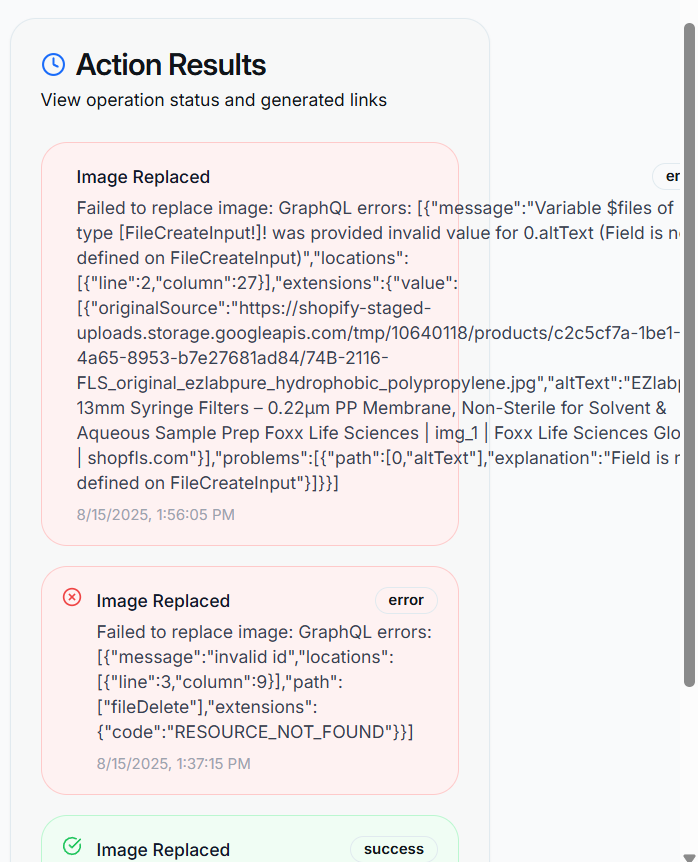 Action Results
View operation status and generated links
Image Replaced
Failed to replace image: GraphQL errors: [{"message":"Variable $files of
type [FileCreateInput!]! was provided invalid value for 0.altText (Field is
defined on FileCreateInput)","locations":
[{"line":2,"column":27}],"extensions":{"value":
[{"originalSource":"https://shopify-staged-
uploads.storage.googleapis.com/tmp/10640118/products/c2c5cf7a-1be1-
4a65-8953-b7e27681ad84/74B-2116-
FLS_original_ezlabpure_hydrophobic_polypropylene.jpg","altText":"EZlab
13mm Syringe Filters – 0.22μm PP Membrane, Non-Sterile for Solvent &
Aqueous Sample Prep Foxx Life Sciences | img_1 | Foxx Life Sciences Glo
| shopfls.com"}],"problems":[{"path":[0,"altText"],"explanation":"Field is
defined on FileCreateInput"}]}}]
8/15/2025, 1:56:05 PM
Image Replaced
error
Failed to replace image: GraphQL errors:
[{"message":"invalid id","locations":
[{"line":3,"column":9}],"path":
["fileDelete"],"extensions":
{"code":"RESOURCE_NOT_FOUND"}}]
8/15/2025, 1:37:15 PM
Image Replaced
success